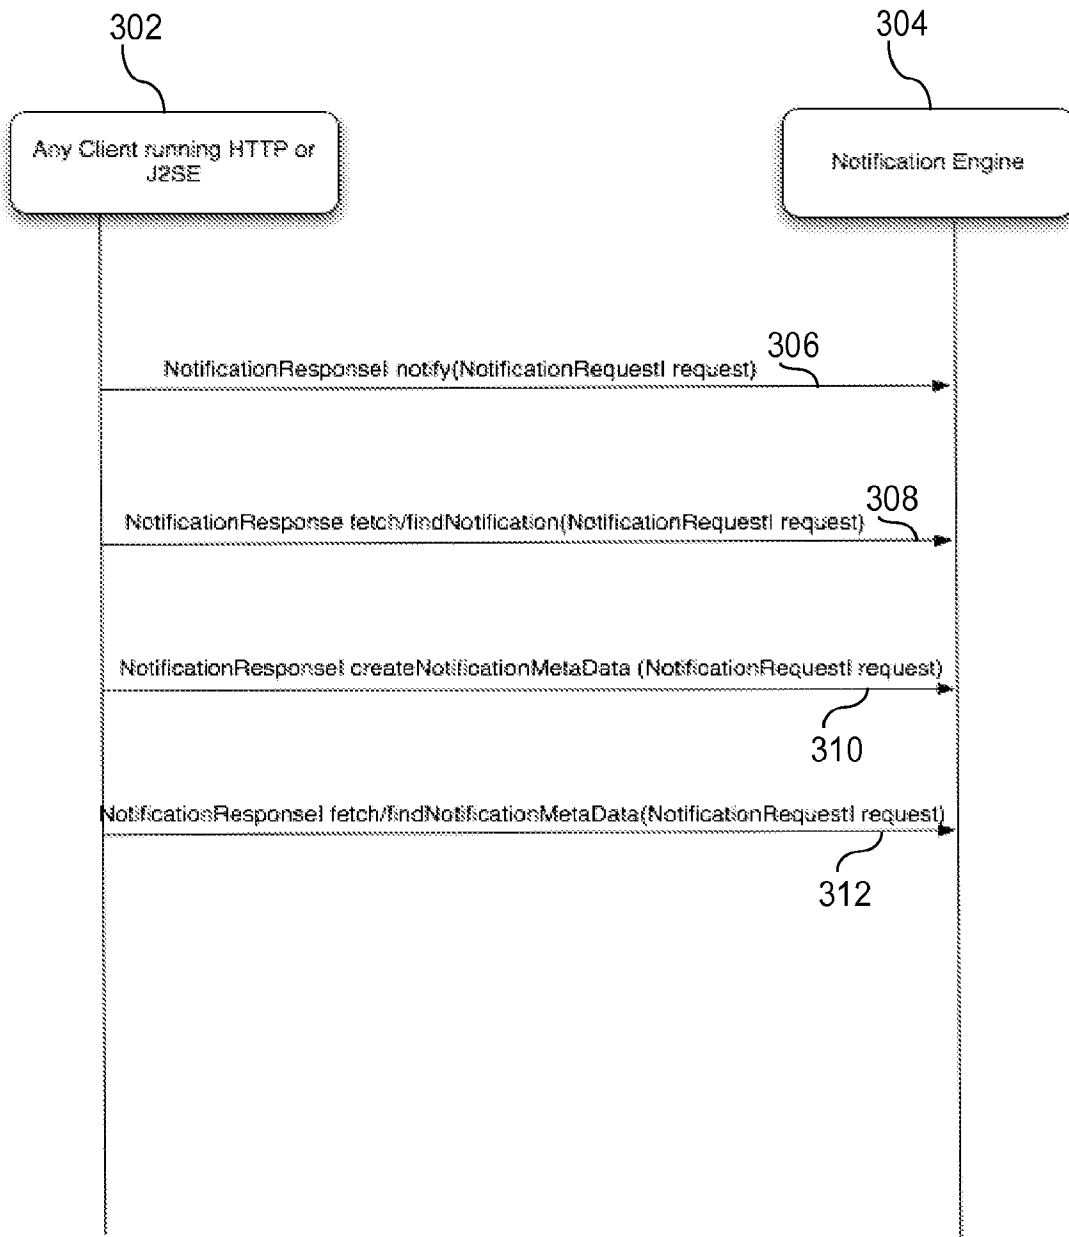 302
304
Any Client running HTTP or
J2SE
Notification Engine
306
NotificationResponseI notify(NotificationRequestI request)
308
NotificationResponse fetch/findNotification(NotificationRequestI request)
NotificationResponseI createNotificationMetaData (NotificationRequestI request)
310
NotificationResponseI fetch/findNotificationMetaData(NotificationRequestI request)
312